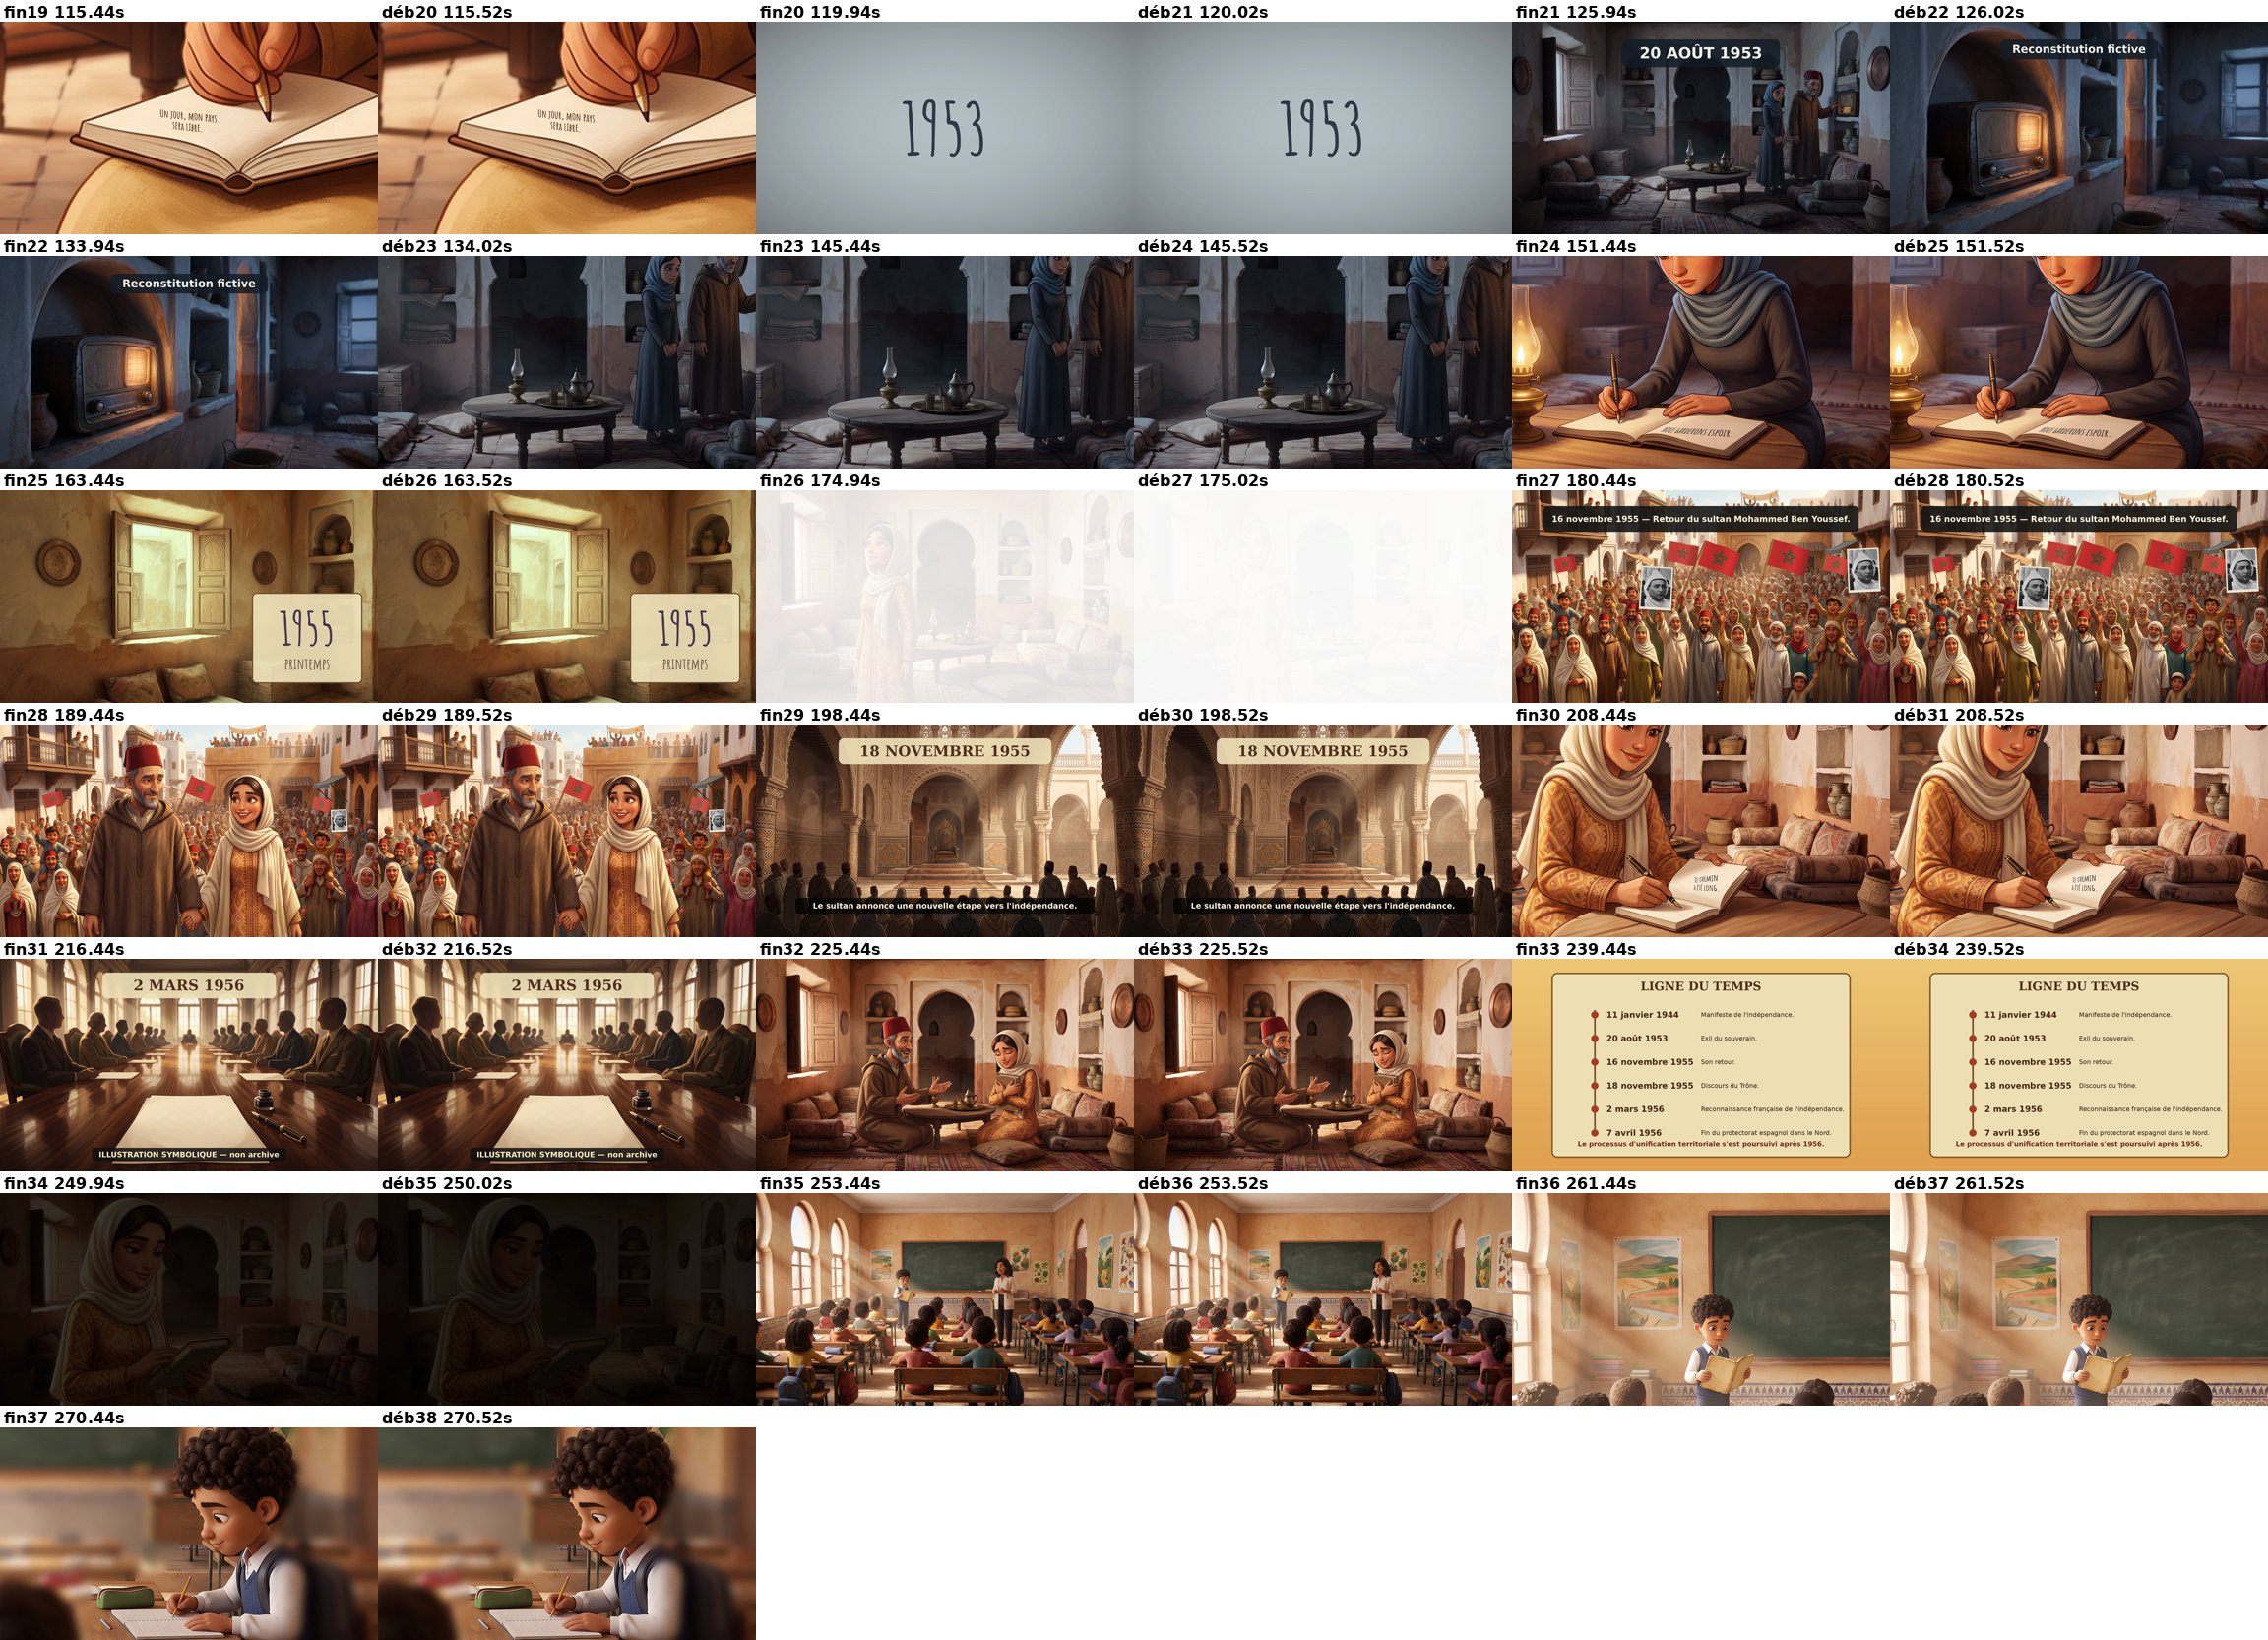 fin19 115.44s
déb20 115.52s
fin20 119.94s
déb21 120.02s
fin21 125.94s
déb22 126.02s
UN JOUR, MON PAYS
SERA LIBRE.
UN JOUR, MON PAYS
SERA LIBRE.
1953
1953
20 AOÛT 1953
Reconstitution fictive
fin22 133.94s
déb23 134.02s
fin23 145.44s
déb24 145.52s
fin24 151.44s
déb25 151.52s
Reconstitution fictive
GARDERONS ESPOIR.
GARDERONS ESPOIR.
fin25 163.44s
déb26 163.52s
fin26 174.94s
déb27 175.02s
fin27 180.44s
déb28 180.52s
1955
PRINTEMPS
1955
PRINTEMPS
16 novembre 1955 — Retour du sultan Mohammed Ben Youssef.
16 novembre 1955 — Retour du sultan Mohammed Ben Youssef.
fin28 189.44s
déb29 189.52s
fin29 198.44s
déb30 198.52s
fin30 208.44s
déb31 208.52s
18 NOVEMBRE 1955
Le sultan annonce une nouvelle étape vers l'indépendance.
18 NOVEMBRE 1955
Le sultan annonce une nouvelle étape vers l'indépendance.
LE CHEMIN
A ÉTÉ LONG.
LE CHEMIN
A ÉTÉ LONG.
fin31 216.44s
déb32 216.52s
fin32 225.44s
déb33 225.52s
fin33 239.44s
déb34 239.52s
2 MARS 1956
ILLUSTRATION SYMBOLIQUE — non archive
2 MARS 1956
ILLUSTRATION SYMBOLIQUE — non archive
LIGNE DU TEMPS
11 janvier 1944 Manifeste de l'indépendance.
20 août 1953 Exil du souverain.
16 novembre 1955 Son retour.
18 novembre 1955 Discours du Trône.
2 mars 1956 Reconnaissance française de l'indépendance.
7 avril 1956 Fin du protectorat espagnol dans le Nord.
Le processus d'unification territoriale s'est poursuivi après 1956.
LIGNE DU TEMPS
11 janvier 1944 Manifeste de l'indépendance.
20 août 1953 Exil du souverain.
16 novembre 1955 Son retour.
18 novembre 1955 Discours du Trône.
2 mars 1956 Reconnaissance française de l'indépendance.
7 avril 1956 Fin du protectorat espagnol dans le Nord.
Le processus d'unification territoriale s'est poursuivi après 1956.
fin34 249.94s
déb35 250.02s
fin35 253.44s
déb36 253.52s
fin36 261.44s
déb37 261.52s
fin37 270.44s
déb38 270.52s